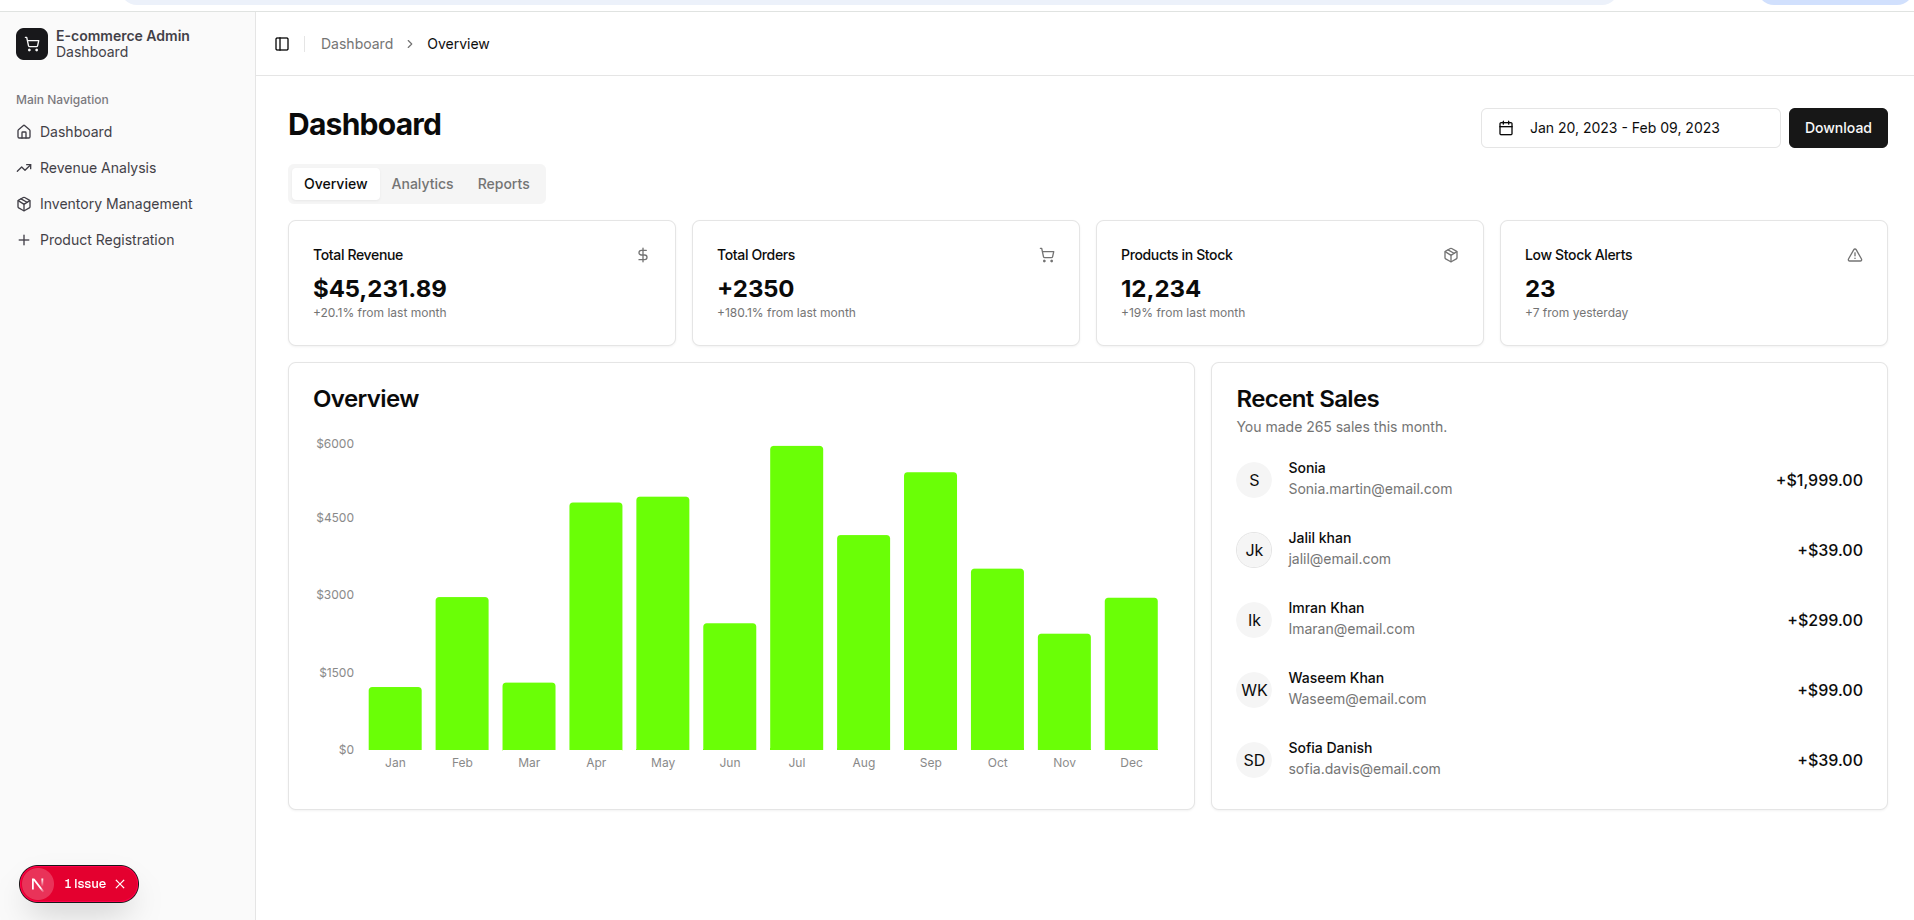 E-commerce Admin
Dashboard
Main Navigation
Dashboard
Revenue Analysis
Inventory Management
Product Registration
Dashboard > Overview
Dashboard
Jan 20, 2023 - Feb 09, 2023
Download
Overview Analytics Reports
Total Revenue
$45,231.89
+20.1% from last month
Total Orders
+2350
+180.1% from last month
Products in Stock
12,234
+19% from last month
Low Stock Alerts
23
+7 from yesterday
Overview
$6000
$4500
$3000
$1500
$0
Jan Feb Mar Apr May Jun Jul Aug Sep Oct Nov Dec
Recent Sales
You made 265 sales this month.
S
Sonia
Sonia.martin@email.com
+$1,999.00
Jk
Jalil khan
jalil@email.com
+$39.00
Ik
Imran Khan
Imaran@email.com
+$299.00
WK
Waseem Khan
Waseem@email.com
+$99.00
SD
Sofia Danish
sofia.davis@email.com
+$39.00
N 1 Issue